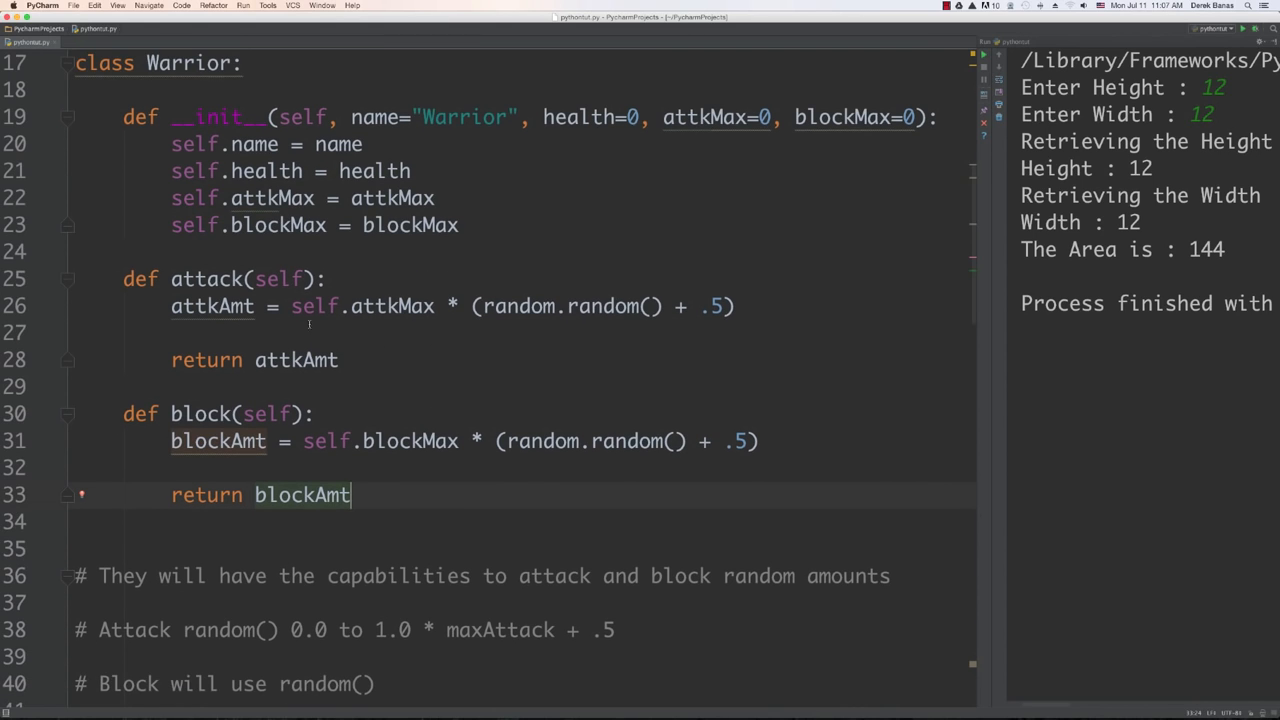 PyCharm File Edit View Navigate Code Refactor Run Tools VCS Window Help 10 Mon Jul 11 11:07 AM Derek Banas
pythontut.py - PycharmProjects - [~/PycharmProjects]
PycharmProjects pythontut.py pythontut
pythontut.py
Run pythontut
17 class Warrior:
18
19 def __init__(self, name="Warrior", health=0, attkMax=0, blockMax=0):
20 self.name = name
21 self.health = health
22 self.attkMax = attkMax
23 self.blockMax = blockMax
24
25 def attack(self):
26 attkAmt = self.attkMax * (random.random() + .5)
27
28 return attkAmt
29
30 def block(self):
31 blockAmt = self.blockMax * (random.random() + .5)
32
33 return blockAmt
34
35
36 # They will have the capabilities to attack and block random amounts
37
38 # Attack random() 0.0 to 1.0 * maxAttack + .5
39
40 # Block will use random()
/Library/Frameworks/Py
Enter Height : 12
Enter Width : 12
Retrieving the Height
Height : 12
Retrieving the Width
Width : 12
The Area is : 144
Process finished with
33:24 LF‡ UTF-8‡